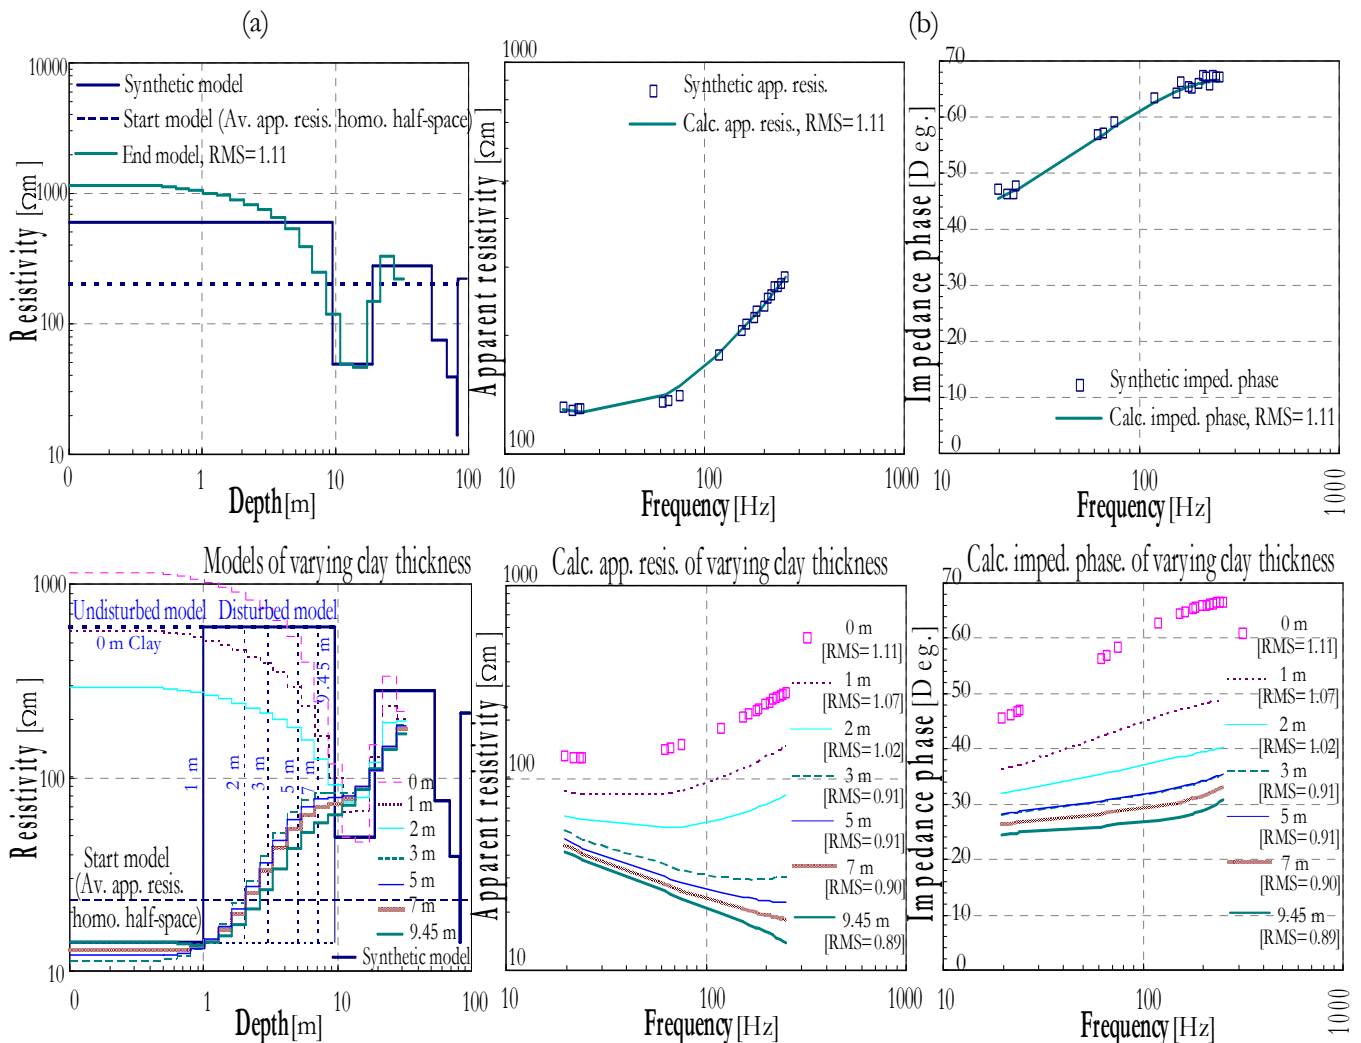 (a)
(b)
10000
1000
100
10
Resistivity [Ωm]
Synthetic model
Start model (Av. app. resis. homo. half-space)
End model, RMS=1.11
0
1
10
100
Depth[m]
1000
100
Apparent resistivity [Ωm]
Synthetic app. resis.
Calc. app. resis., RMS=1.11
10
100
1000
Frequency[Hz]
70
60
50
40
30
20
10
0
Impedance phase[Deg.]
Synthetic imped. phase
Calc. imped. phase, RMS=1.11
10
100
1000
Frequency[Hz]
Models of varying clay thickness
1000
100
10
Resistivity [Ωm]
Undisturbed model
Disturbed model
0 m Clay
1 m
2 m
3 m
5 m
7 m
9.45 m
Start model
(Av. app. resis.
homo. half-space)
0 m
1 m
2 m
3 m
5 m
7 m
9.45 m
Synthetic model
0
1
10
100
Depth[m]
Calc. app. resis. of varying clay thickness
1000
100
10
Apparent resistivity [Ωm]
0 m
[RMS=1.11]
1 m
[RMS=1.07]
2 m
[RMS=1.02]
3 m
[RMS=0.91]
5 m
[RMS=0.91]
7 m
[RMS=0.90]
9.45 m
[RMS=0.89]
100
1000
Frequency[Hz]
Calc. imped. phase. of varying clay thickness
70
60
50
40
30
20
10
0
Impedance phase[Deg.]
0 m
[RMS=1.11]
1 m
[RMS=1.07]
2 m
[RMS=1.02]
3 m
[RMS=0.91]
5 m
[RMS=0.91]
7 m
[RMS=0.90]
9.45 m
[RMS=0.89]
10
100
1000
Frequency[Hz]